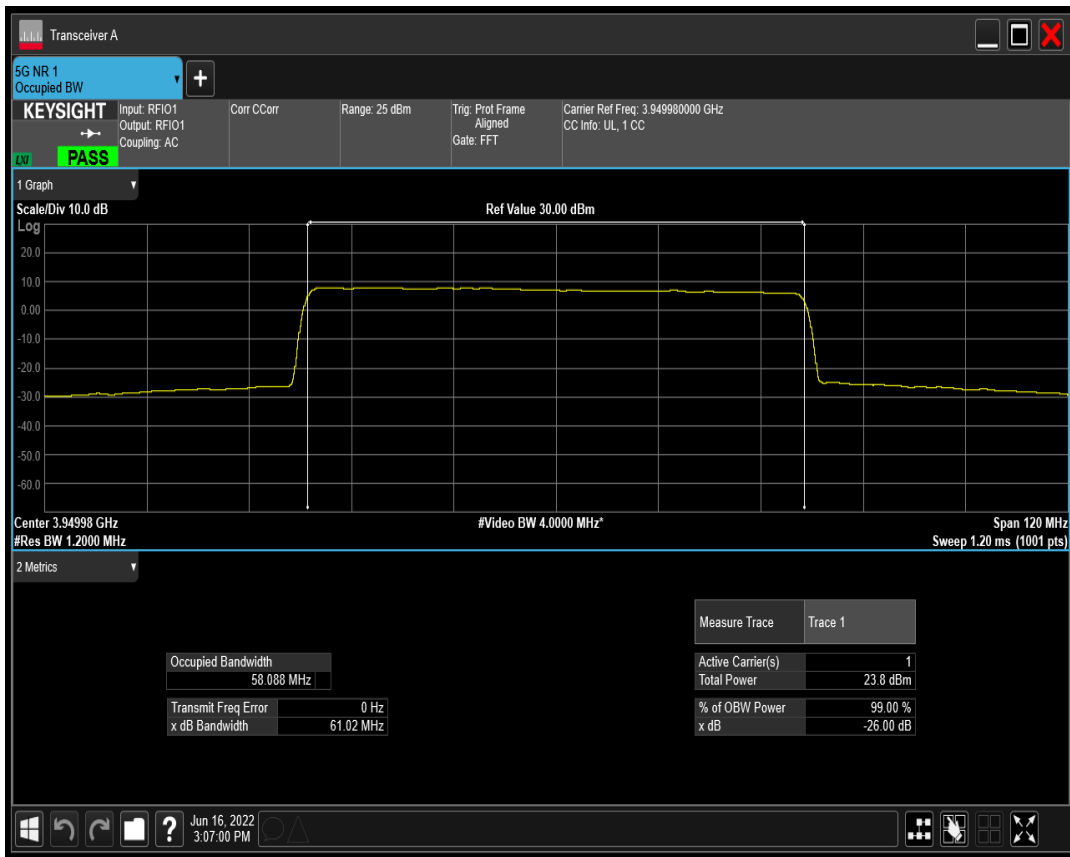 Transceiver A
5G NR 1
Occupied BW
+
KEYSIGHT
LXI
PASS
Input: RFIO1
Output: RFIO1
Coupling: AC
Corr CCorr
Range: 25 dBm
Trig: Prot Frame
Aligned
Gate: FFT
Carrier Ref Freq: 3.949980000 GHz
CC Info: UL, 1 CC
1 Graph
Scale/Div 10.0 dB
Ref Value 30.00 dBm
Log
20.0
10.0
0.00
-10.0
-20.0
-30.0
-40.0
-50.0
-60.0
Center 3.94998 GHz
#Video BW 4.0000 MHz*
Span 120 MHz
#Res BW 1.2000 MHz
Sweep 1.20 ms (1001 pts)
2 Metrics
Measure Trace Trace 1
Occupied Bandwidth
58.088 MHz
Active Carrier(s) 1
Total Power 23.8 dBm
Transmit Freq Error 0 Hz
x dB Bandwidth 61.02 MHz
% of OBW Power 99.00 %
x dB -26.00 dB
?
Jun 16, 2022
3:07:00 PM